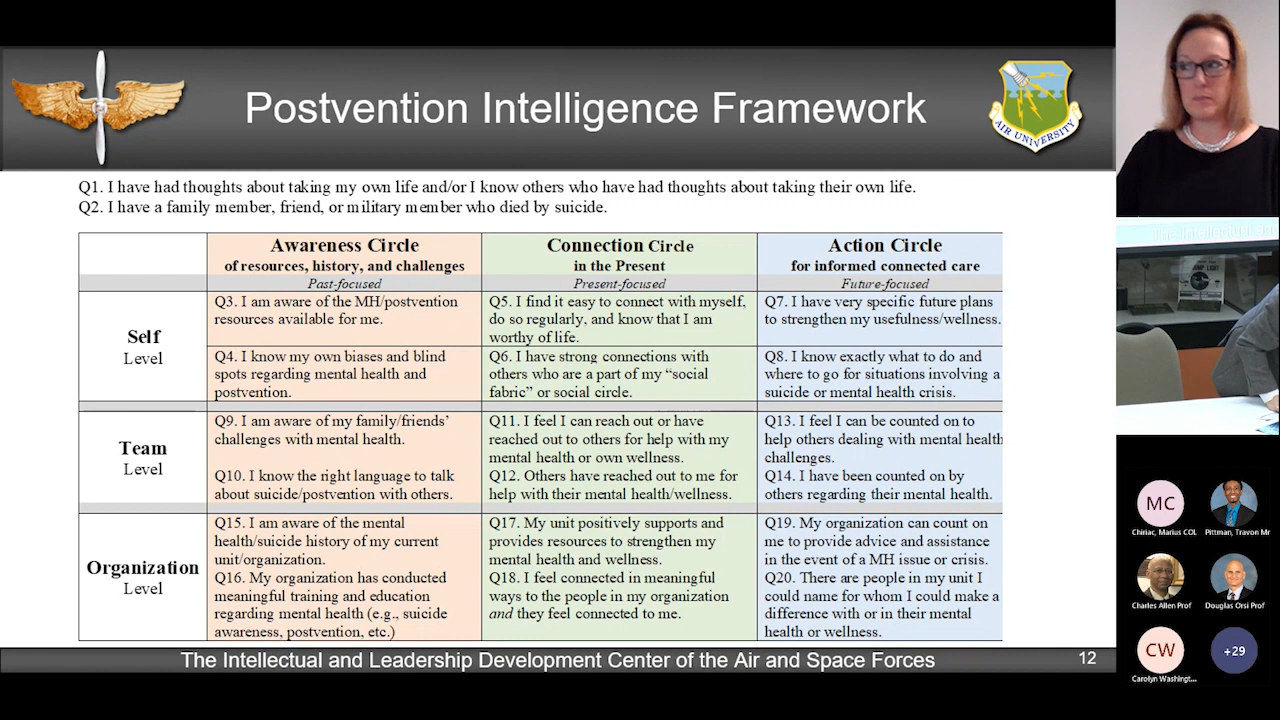 Postvention Intelligence Framework
AIR UNIVERSITY
Q1. I have had thoughts about taking my own life and/or I know others who have had thoughts about taking their own life.
Q2. I have a family member, friend, or military member who died by suicide.
Awareness Circle
of resources, history, and challenges
Past-focused
Connection Circle
in the Present
Present-focused
Action Circle
for informed connected care
Future-focused
Self
Level
Q3. I am aware of the MH/postvention
resources available for me.
Q5. I find it easy to connect with myself,
do so regularly, and know that I am
worthy of life.
Q7. I have very specific future plans
to strengthen my usefulness/wellness.
Q4. I know my own biases and blind
spots regarding mental health and
postvention.
Q6. I have strong connections with
others who are a part of my “social
fabric” or social circle.
Q8. I know exactly what to do and
where to go for situations involving a
suicide or mental health crisis.
Team
Level
Q9. I am aware of my family/friends’
challenges with mental health.
Q10. I know the right language to talk
about suicide/postvention with others.
Q11. I feel I can reach out or have
reached out to others for help with my
mental health or own wellness.
Q12. Others have reached out to me for
help with their mental health/wellness.
Q13. I feel I can be counted on to
help others dealing with mental health
challenges.
Q14. I have been counted on by
others regarding their mental health.
Organization
Level
Q15. I am aware of the mental
health/suicide history of my current
unit/organization.
Q16. My organization has conducted
meaningful training and education
regarding mental health (e.g., suicide
awareness, postvention, etc.)
Q17. My unit positively supports and
provides resources to strengthen my
mental health and wellness.
Q18. I feel connected in meaningful
ways to the people in my organization
and they feel connected to me.
Q19. My organization can count on
me to provide advice and assistance
in the event of a MH issue or crisis.
Q20. There are people in my unit I
could name for whom I could make a
difference with or in their mental
health or wellness.
The Intellectual and Leadership Development Center of the Air and Space Forces
12
The Intellectual an
MC
Chiriac, Marius COL
Pittman, Travon Mr
Charles Allen Prof
Douglas Orsi Prof
CW
Carolyn Washingt...
+29